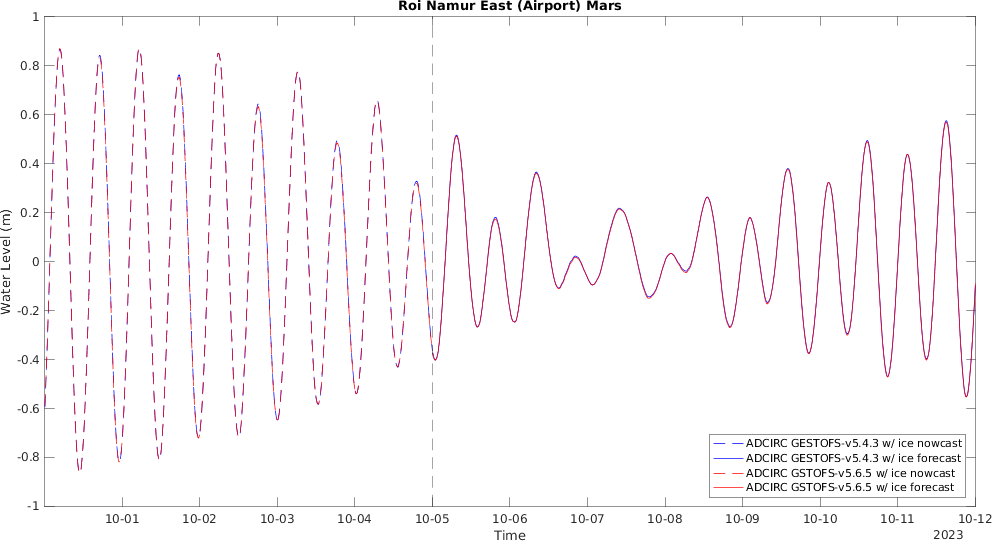 Roi Namur East (Airport) Mars
Water Level (m)
1
0.8
0.6
0.4
0.2
0
-0.2
-0.4
-0.6
-0.8
-1
10-01 10-02 10-03 10-04 10-05 10-06 10-07 10-08 10-09 10-10 10-11 10-12
Time
2023
ADCIRC GESTOFS-v5.4.3 w/ ice nowcast
ADCIRC GESTOFS-v5.4.3 w/ ice forecast
ADCIRC GSTOFS-v5.6.5 w/ ice nowcast
ADCIRC GSTOFS-v5.6.5 w/ ice forecast